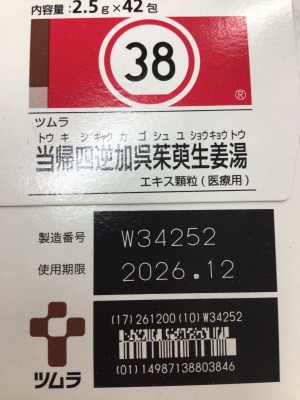 内容量：2.5g×42包
38
®
ツムラ
トウキシギャクカゴシュユショウキョウトウ
当帰四逆加呉茱萸生姜湯
エキス顆粒(医療用)
製造番号 W34252
使用期限 2026.12
(17)261200(10)W34252
(01)14987138803846
ツムラ